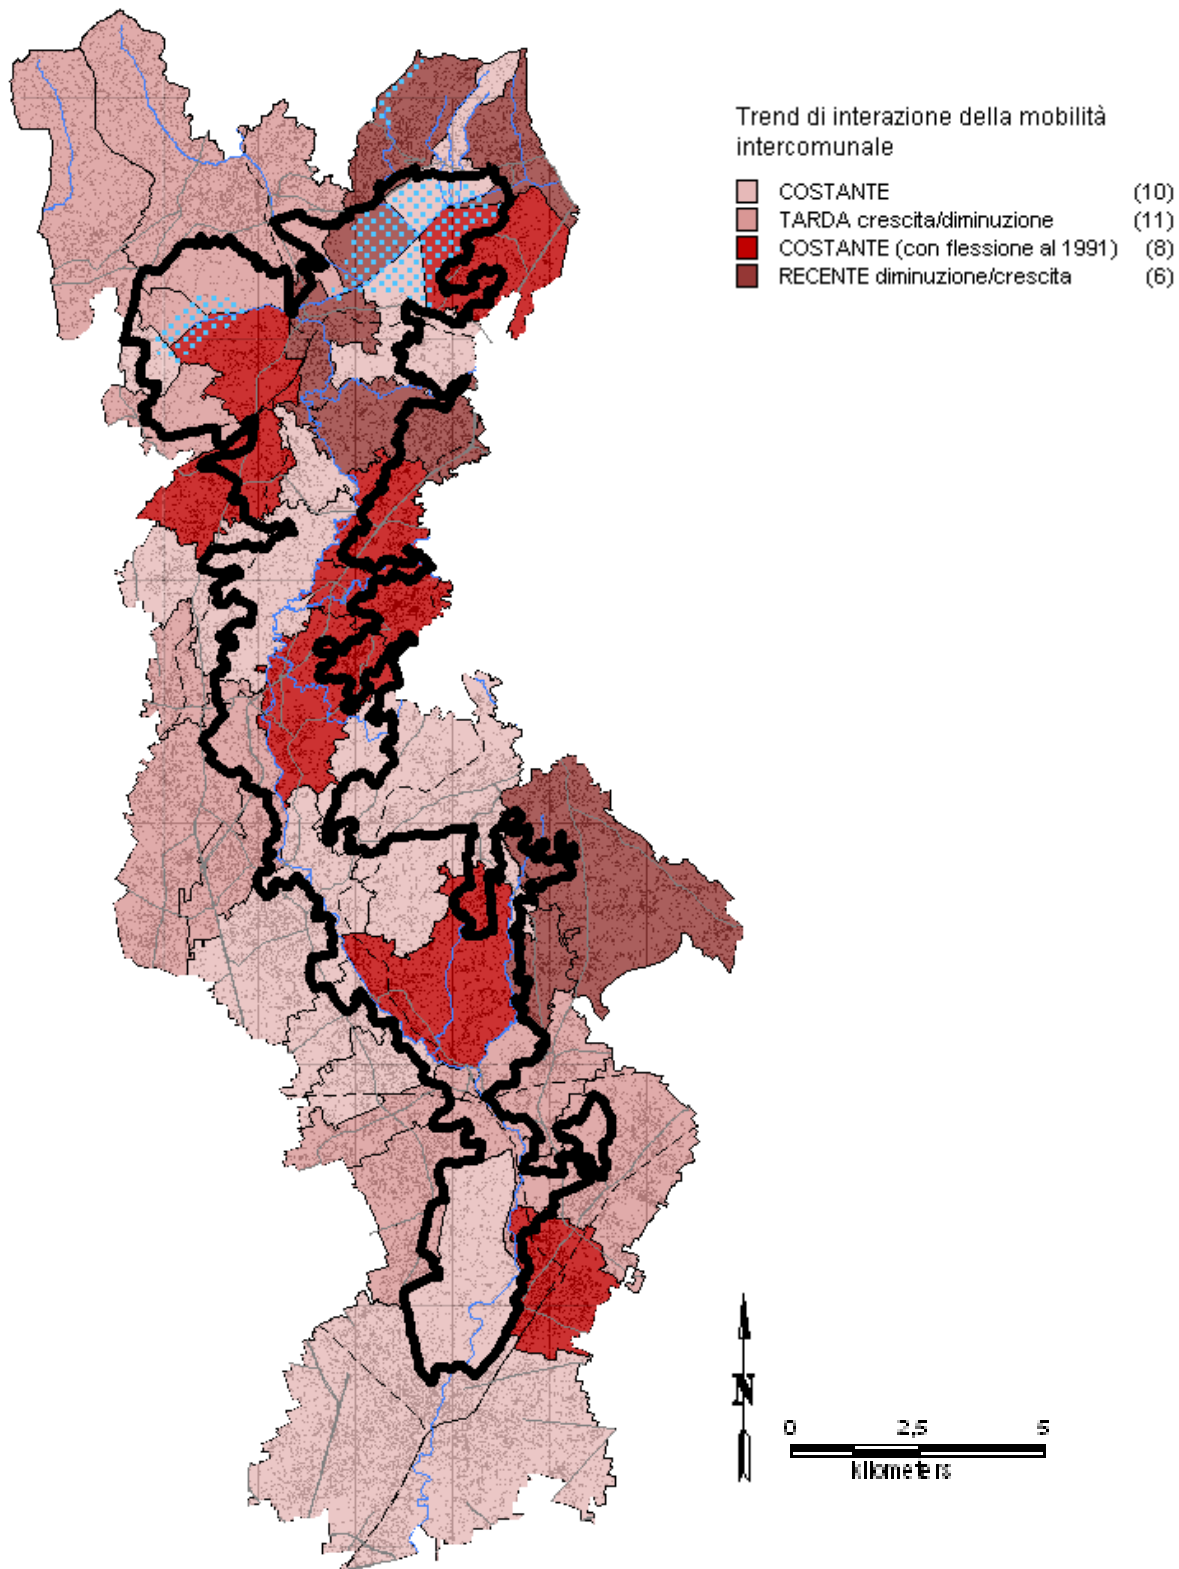 Trend di interazione della mobilità
intercomunale
COSTANTE (10)
TARDA crescita/diminuzione (11)
COSTANTE (con flessione al 1991) (8)
RECENTE diminuzione/crescita (6)
N
0 2,5 5
kilometers